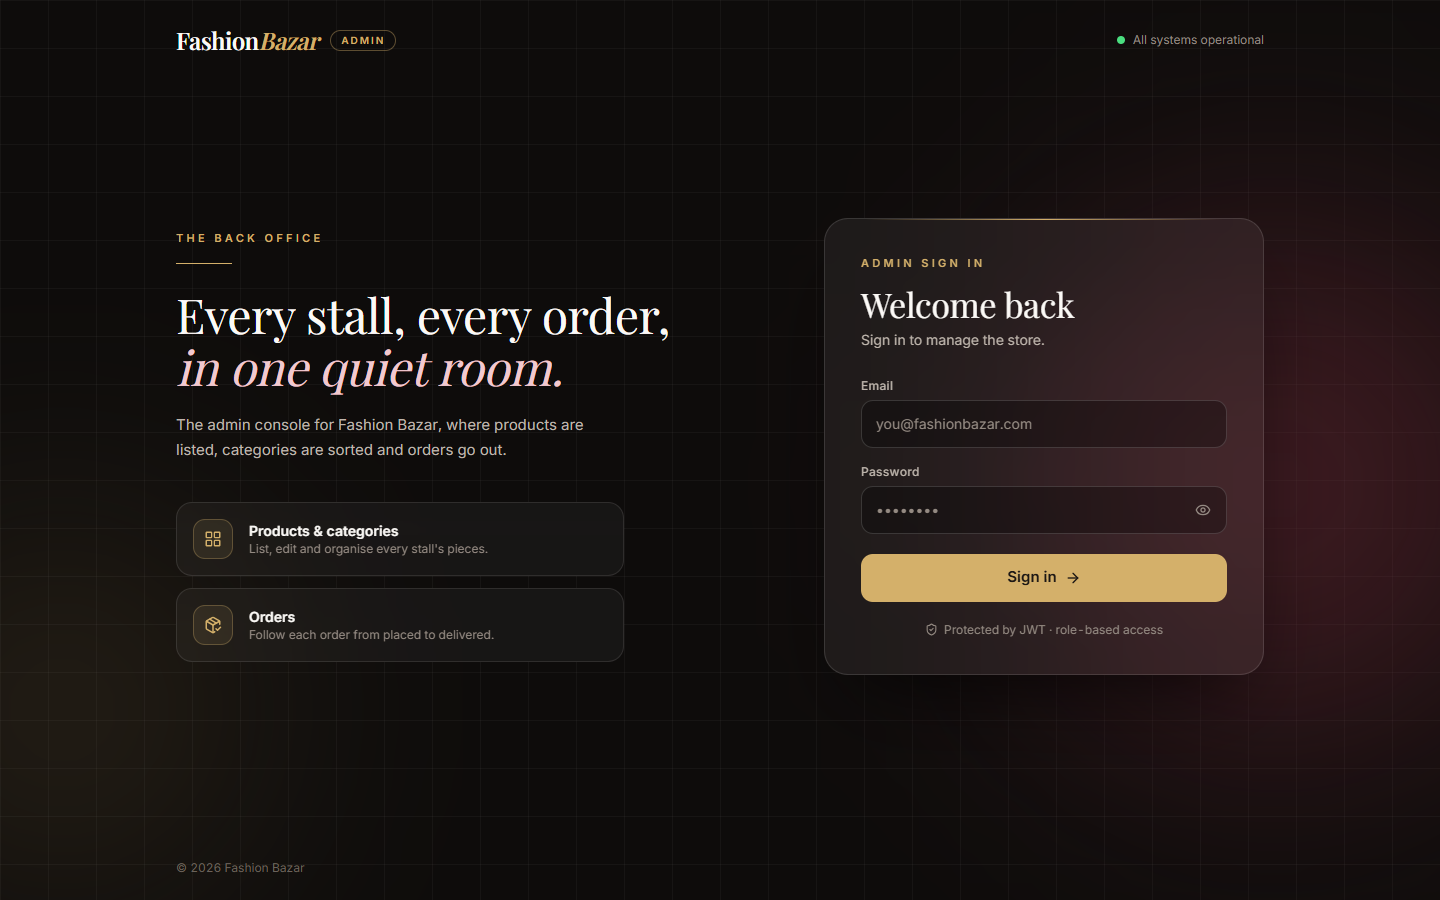 FashionBazar ADMIN
All systems operational
THE BACK OFFICE
Every stall, every order,
in one quiet room.
The admin console for Fashion Bazar, where products are
listed, categories are sorted and orders go out.
Products & categories
List, edit and organise every stall's pieces.
Orders
Follow each order from placed to delivered.
ADMIN SIGN IN
Welcome back
Sign in to manage the store.
Email
you@fashionbazar.com
Password
••••••••
Sign in →
Protected by JWT · role-based access
© 2026 Fashion Bazar